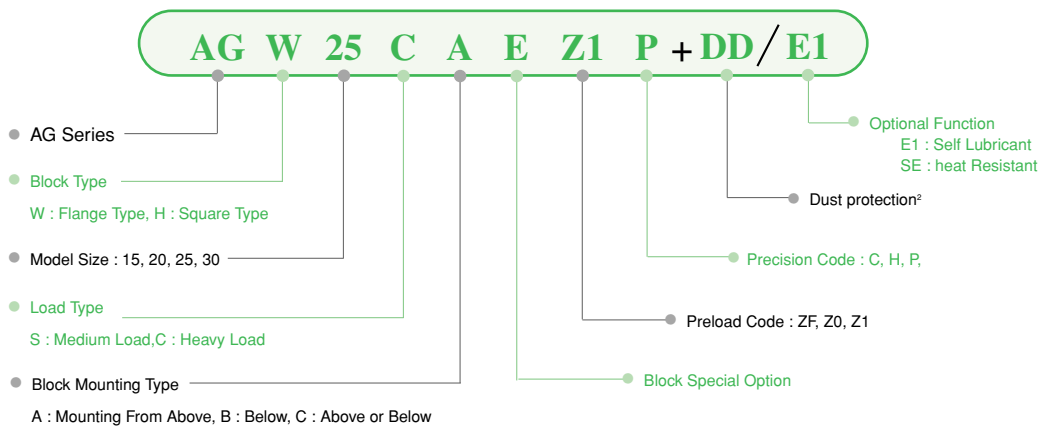 AG W 25 C A E Z1 P + DD / E1
AG Series
Block Type
W : Flange Type, H : Square Type
Model Size : 15, 20, 25, 30
Load Type
S : Medium Load,C : Heavy Load
Block Mounting Type
A : Mounting From Above, B : Below, C : Above or Below
Optional Function
E1 : Self Lubricant
SE : heat Resistant
Dust protection²
Precision Code : C, H, P,
Preload Code : ZF, Z0, Z1
Block Special Option